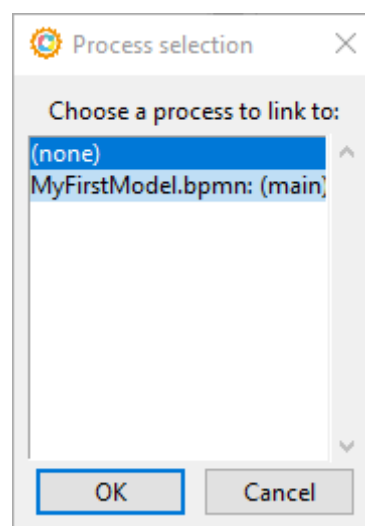 Process selection
Choose a process to link to:
(none)
MyFirstModel.bpmn: (main)
OK
Cancel